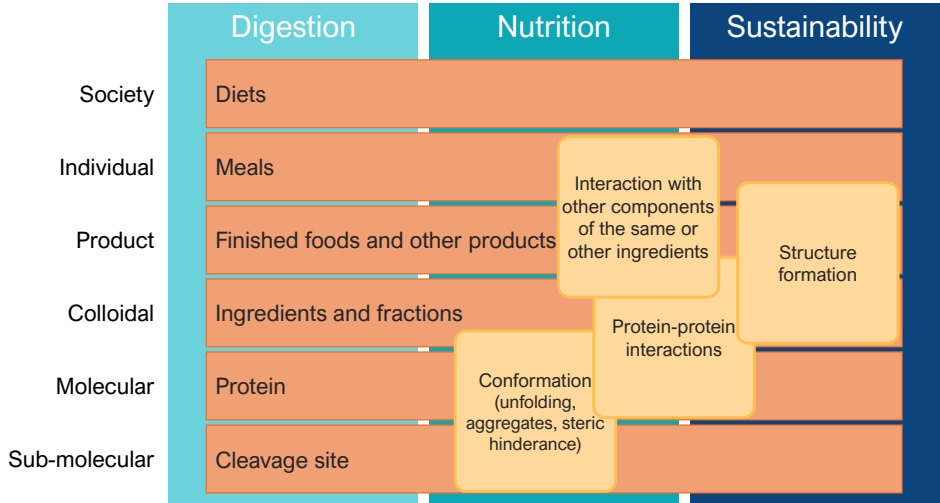 Digestion
Nutrition
Sustainability
Society
Diets
Individual
Meals
Interaction with
other components
of the same or
other ingredients
Product
Finished foods and other products
Structure
formation
Colloidal
Ingredients and fractions
Protein-protein
interactions
Molecular
Protein
Conformation
(unfolding,
aggregates, steric
hinderance)
Sub-molecular
Cleavage site